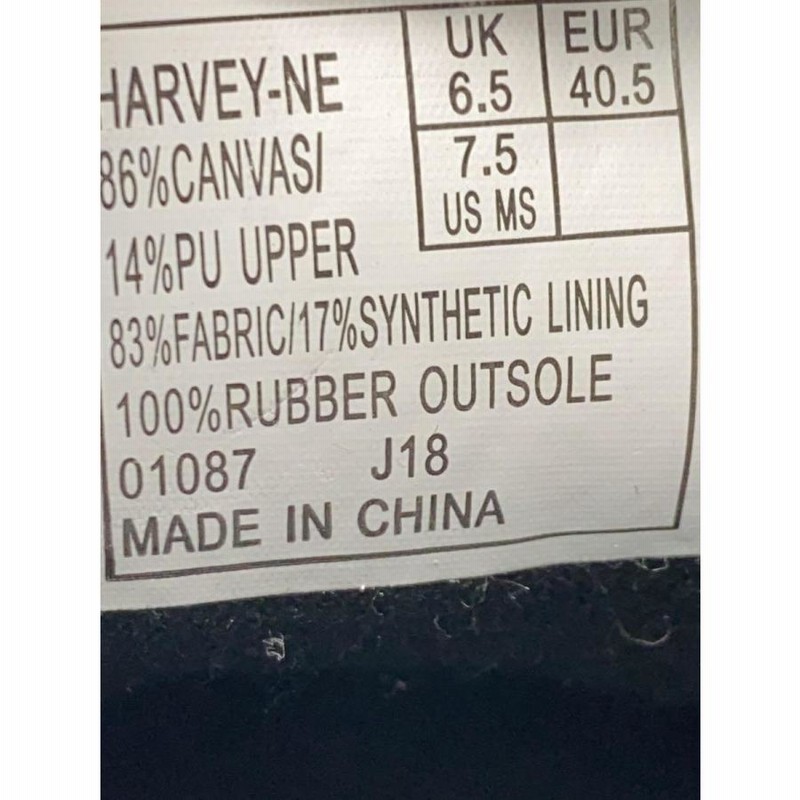 HARVEY-NE
86%CANVASI
14%PU UPPER
83%FABRIC/17%SYNTHETIC LINING
100%RUBBER OUTSOLE
01087 J18
MADE IN CHINA
UK EUR
6.5 40.5
7.5
US MS